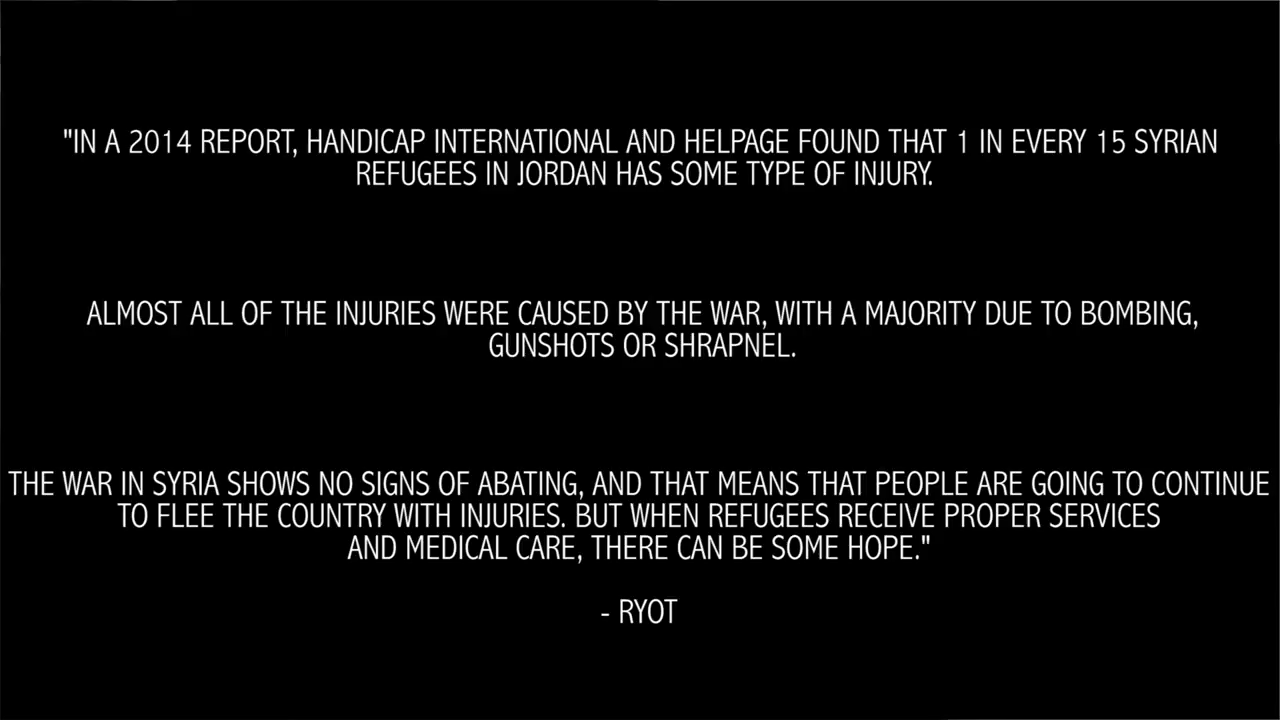 "IN A 2014 REPORT, HANDICAP INTERNATIONAL AND HELPAGE FOUND THAT 1 IN EVERY 15 SYRIAN
REFUGEES IN JORDAN HAS SOME TYPE OF INJURY.
ALMOST ALL OF THE INJURIES WERE CAUSED BY THE WAR, WITH A MAJORITY DUE TO BOMBING,
GUNSHOTS OR SHRAPNEL.
THE WAR IN SYRIA SHOWS NO SIGNS OF ABATING, AND THAT MEANS THAT PEOPLE ARE GOING TO CONTINUE
TO FLEE THE COUNTRY WITH INJURIES. BUT WHEN REFUGEES RECEIVE PROPER SERVICES
AND MEDICAL CARE, THERE CAN BE SOME HOPE."
- RYOT